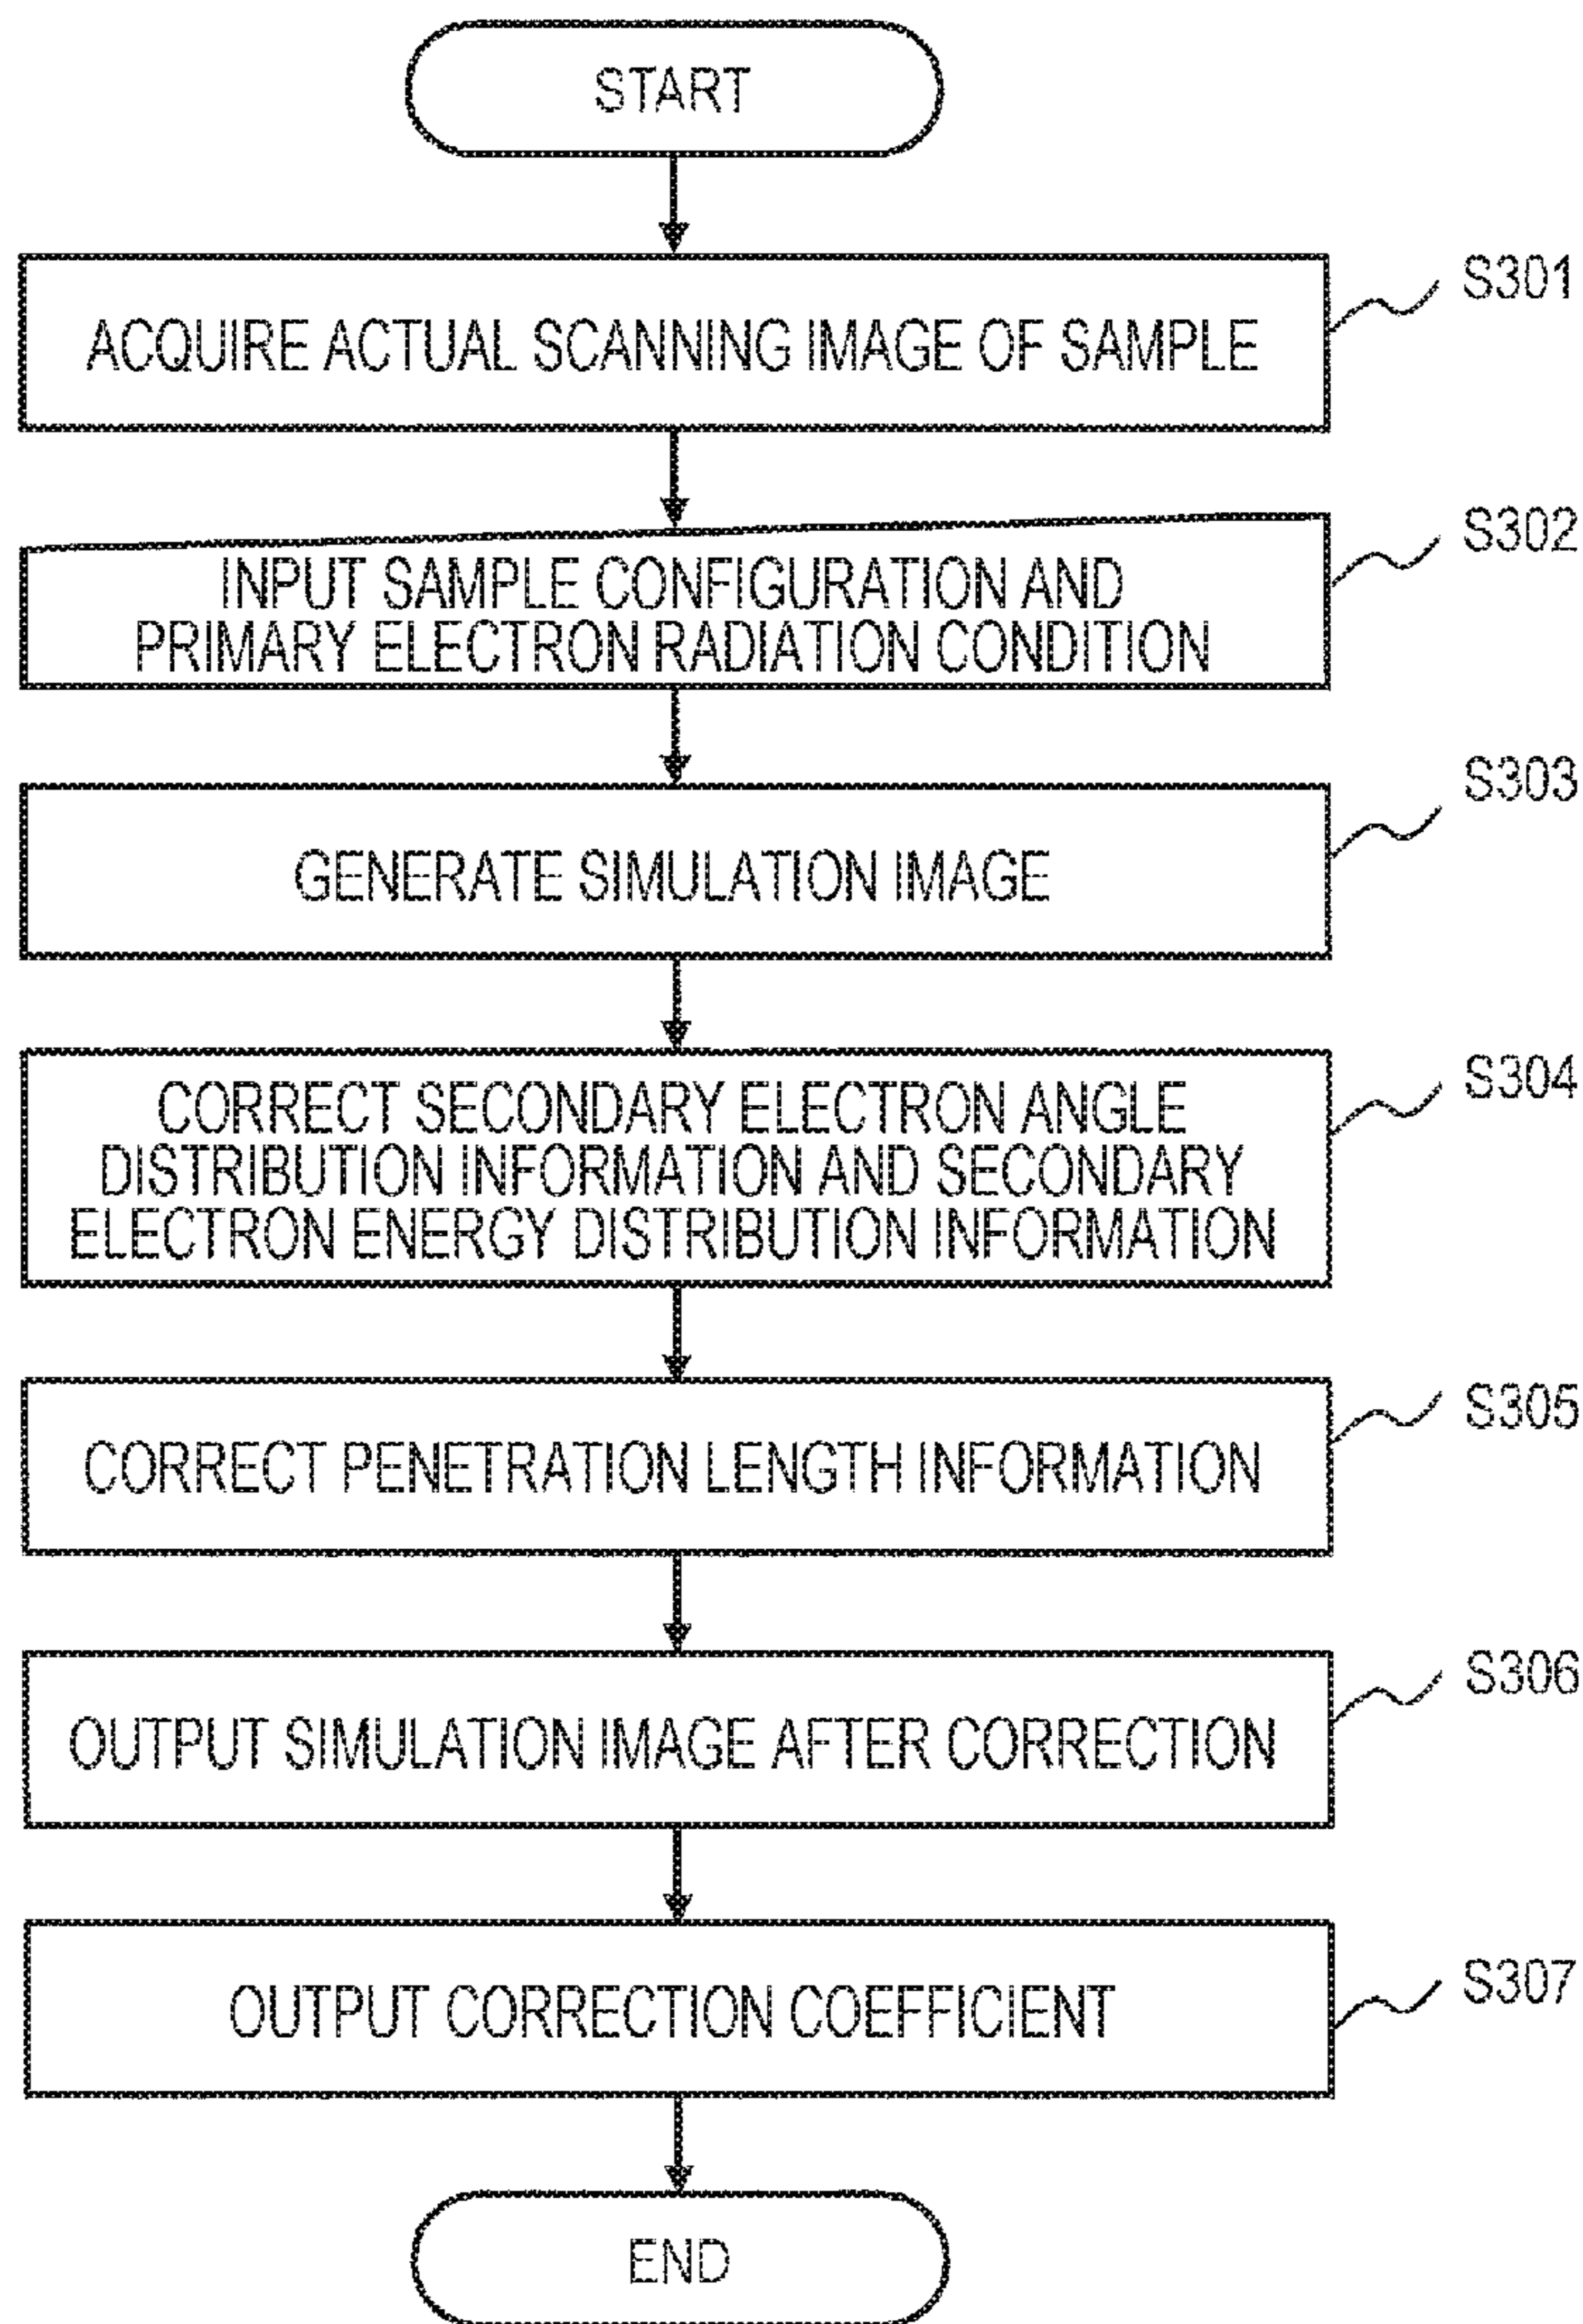 START
ACQUIRE ACTUAL SCANNING IMAGE OF SAMPLE
S301
INPUT SAMPLE CONFIGURATION AND
PRIMARY ELECTRON RADIATION CONDITION
S302
GENERATE SIMULATION IMAGE
S303
CORRECT SECONDARY ELECTRON ANGLE
DISTRIBUTION INFORMATION AND SECONDARY
ELECTRON ENERGY DISTRIBUTION INFORMATION
S304
CORRECT PENETRATION LENGTH INFORMATION
S305
OUTPUT SIMULATION IMAGE AFTER CORRECTION
S306
OUTPUT CORRECTION COEFFICIENT
S307
END